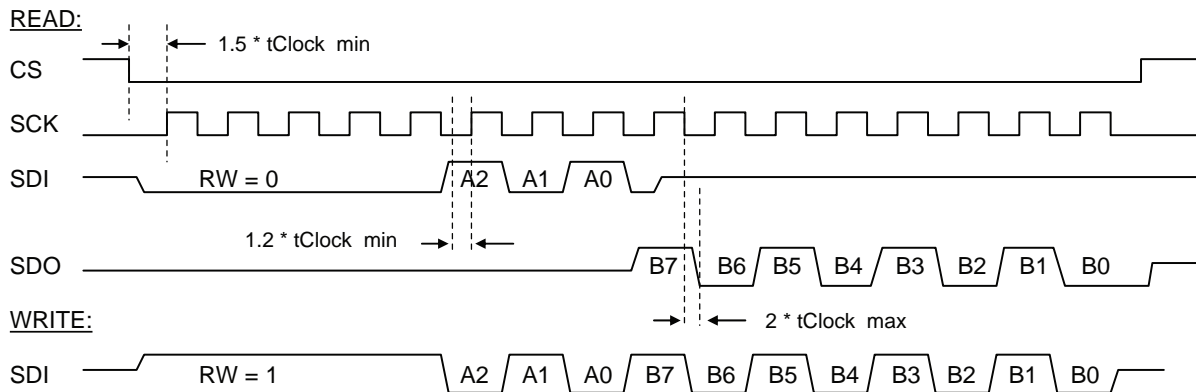 READ:
1.5 * tClock min
CS
SCK
SDI RW = 0 A2 A1 A0
1.2 * tClock min
SDO B7 B6 B5 B4 B3 B2 B1 B0
WRITE: 2 * tClock max
SDI RW = 1 A2 A1 A0 B7 B6 B5 B4 B3 B2 B1 B0